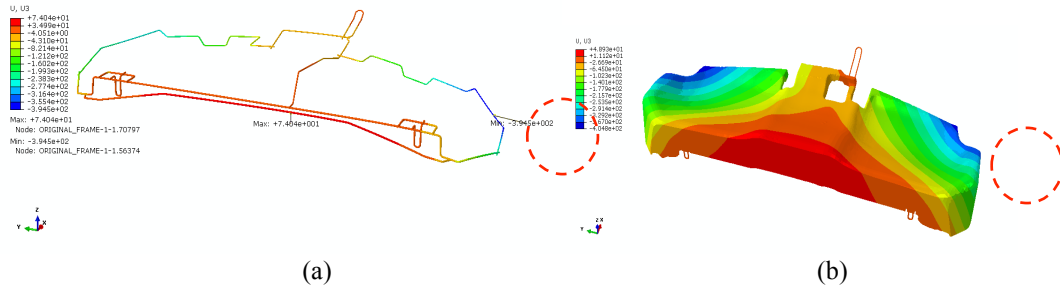 U, U3
+7.404e+01
+3.499e+01
-4.051e+00
-4.310e+01
-8.214e+01
-1.212e+02
-1.602e+02
-1.993e+02
-2.383e+02
-2.774e+02
-3.164e+02
-3.554e+02
-3.945e+02
Max: +7.404e+01
Node: ORIGINAL_FRAME-1-1.70797
Min: -3.945e+02
Node: ORIGINAL_FRAME-1-1.56374
Max: +7.404e+001
Min: -3.945e+002
Z
Y
X
(a)
U, U3
+4.893e+01
+1.112e+01
-2.669e+01
-6.450e+01
-1.023e+02
-1.401e+02
-1.779e+02
-2.157e+02
-2.535e+02
-2.914e+02
-3.292e+02
-3.670e+02
-4.048e+02
Z X
Y
(b)